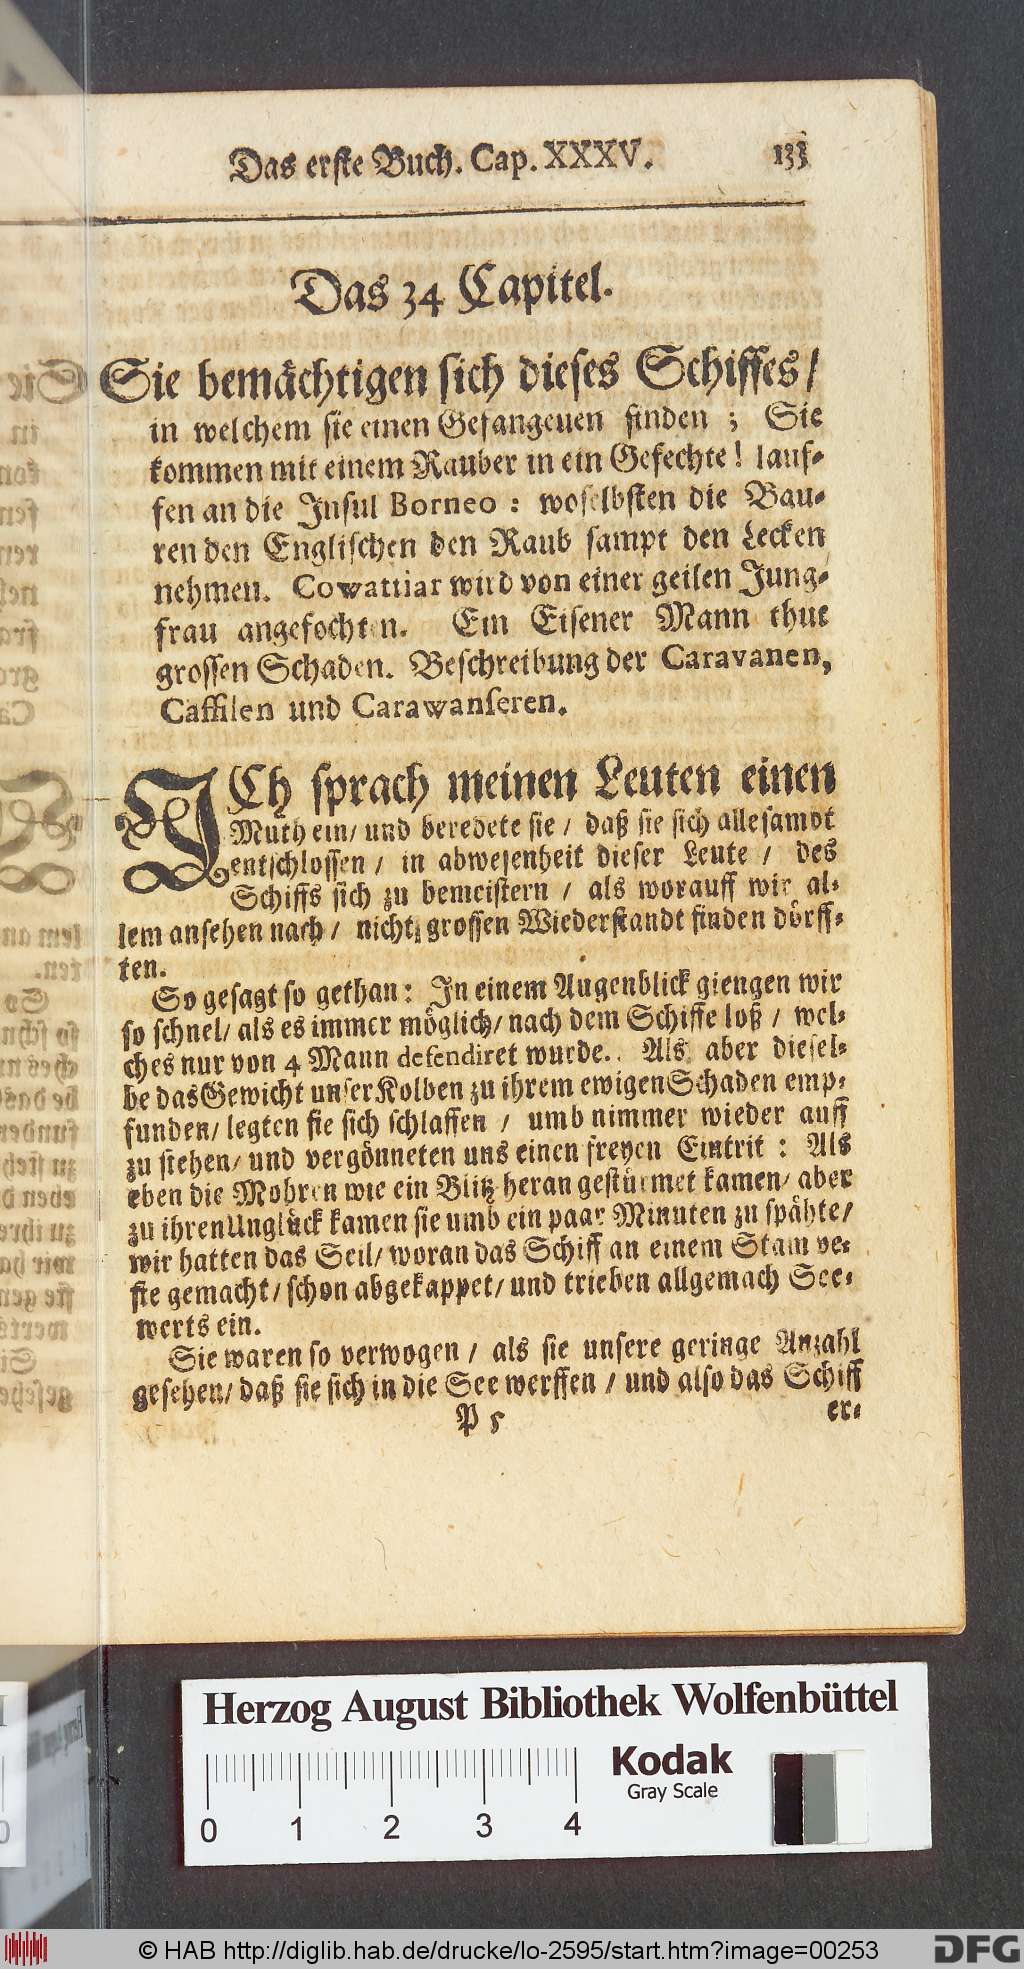 Das erste Buch. Cap. XXXV. 133
Das 34 Capitel.
Sie bemächtigen sich dieses Schiffes/
in welchem sie einen Gefangeuen finden ; Sie
kommen mit einem Rauber in ein Gefechte! lauf-
fen an die Insul Borneo : woselbsten die Bau-
ren den Englischen den Raub sampt den Lecken
nehmen. Cowattiar wird von einer geilen Jung-
frau angefochten. Ein Eisener Mann thut
grossen Schaden. Beschreibung der Caravanen,
Caffilen und Carawanseren.
ICh sprach meinen Leuten einen
Muth ein/ und beredete sie / daß sie sich allesamdt
entschlossen / in abwesenheit dieser Leute / des
Schiffs sich zu bemeistern / als worauff wir al-
lem ansehen nach / nicht grossen Wiederstandt finden dörff-
ten.
So gesagt so gethan: In einem Augenblick giengen wir
so schnel/ als es immer möglich/ nach dem Schiffe loß / wel-
ches nur von 4 Mann defendiret wurde. Als aber diesel-
be das Gewicht unser Kolben zu ihrem ewigen Schaden emp-
funden/ legten sie sich schlaffen / umb nimmer wieder auff
zu stehen/ und vergönneten uns einen freyen Eintrit : Als
eben die Mohren wie ein Blitz heran gestürmet kamen/ aber
zu ihren Unglück kamen sie umb ein paar Minuten zu spähte/
wir hatten das Seil/ woran das Schiff an einem Stam ve-
ste gemacht/ schon abgekappet/ und trieben allgemach See-
werts ein.
Sie waren so verwogen / als sie unsere geringe Anzahl
gesehen/ daß sie sich in die See werffen / und also das Schiff
P 5 er-
Herzog August Bibliothek Wolfenbüttel
Kodak
Gray Scale
0 1 2 3 4
© HAB http://diglib.hab.de/drucke/lo-2595/start.htm?image=00253 DFG